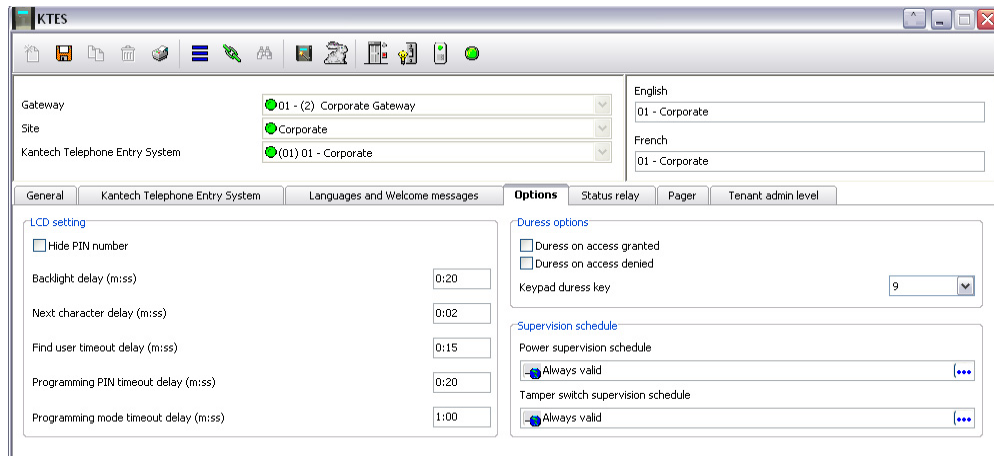 KTES
Gateway
01 - (2) Corporate Gateway
Site
Corporate
Kantech Telephone Entry System
(01) 01 - Corporate
English
01 - Corporate
French
01 - Corporate
General Kantech Telephone Entry System Languages and Welcome messages Options Status relay Pager Tenant admin level
LCD setting
Hide PIN number
Backlight delay (m:ss) 0:20
Next character delay (m:ss) 0:02
Find user timeout delay (m:ss) 0:15
Programming PIN timeout delay (m:ss) 0:20
Programming mode timeout delay (m:ss) 1:00
Duress options
Duress on access granted
Duress on access denied
Keypad duress key 9
Supervision schedule
Power supervision schedule
Always valid
Tamper switch supervision schedule
Always valid